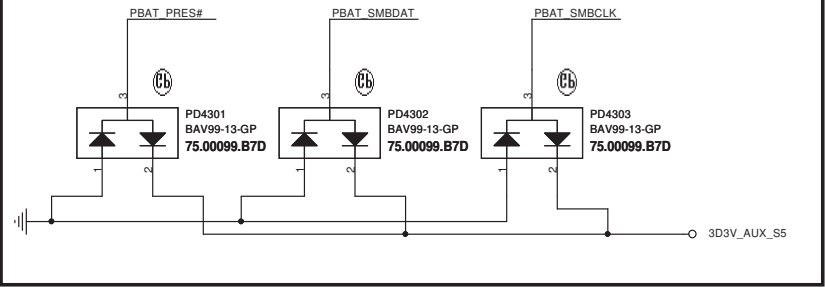 PBAT_PRES# PBAT_SMBDAT PBAT_SMBCLK
3 3 3
PD4301 PD4302 PD4303
BAV99-13-GP BAV99-13-GP BAV99-13-GP
75.00099.B7D 75.00099.B7D 75.00099.B7D
1 2 1 2 1 2
3D3V_AUX_S5